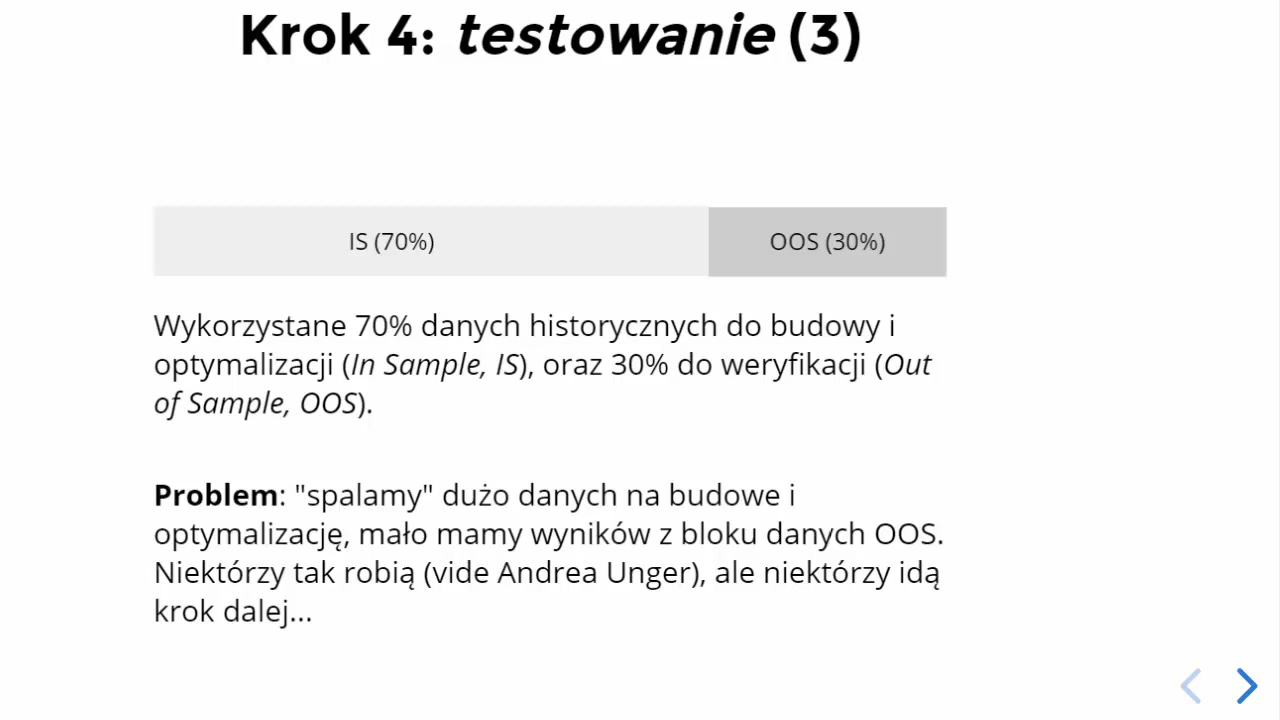 Krok 4: testowanie (3)
IS (70%)
OOS (30%)
Wykorzystane 70% danych historycznych do budowy i
optymalizacji (In Sample, IS), oraz 30% do weryfikacji (Out
of Sample, OOS).
Problem: "spalamy" dużo danych na budowe i
optymalizację, mało mamy wyników z bloku danych OOS.
Niektórzy tak robią (vide Andrea Unger), ale niektórzy idą
krok dalej...